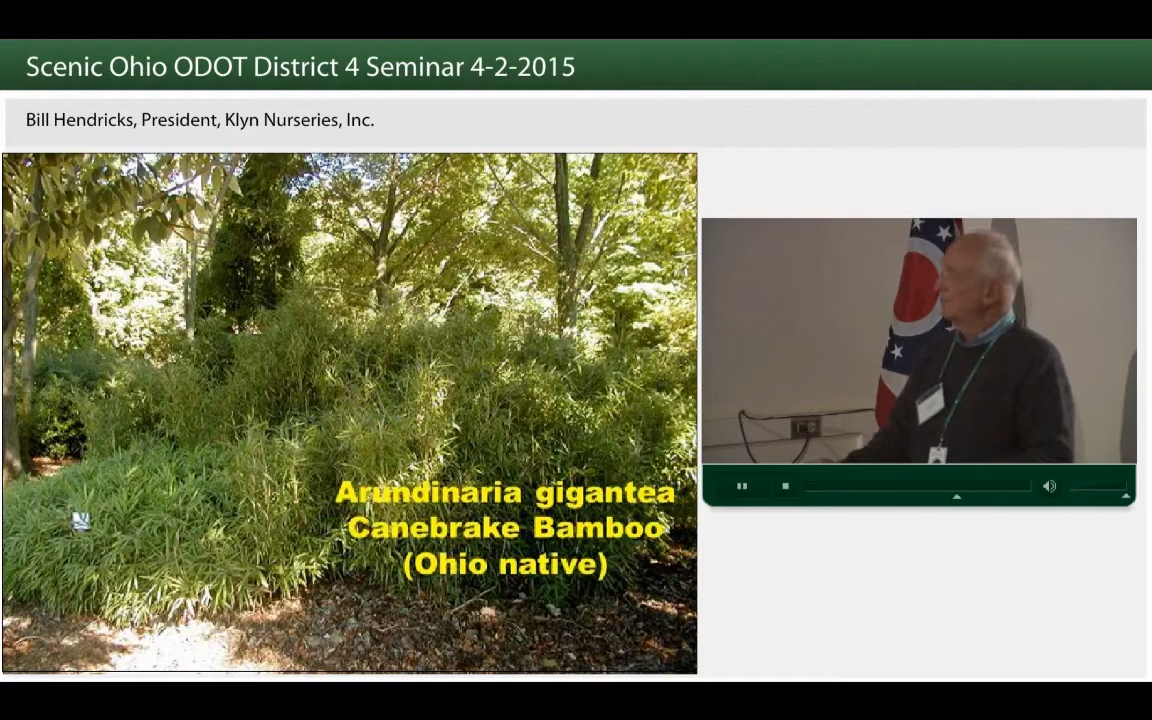 Scenic Ohio ODOT District 4 Seminar 4-2-2015
Bill Hendricks, President, Klyn Nurseries, Inc.
Arundinaria gigantea
Canebrake Bamboo
(Ohio native)